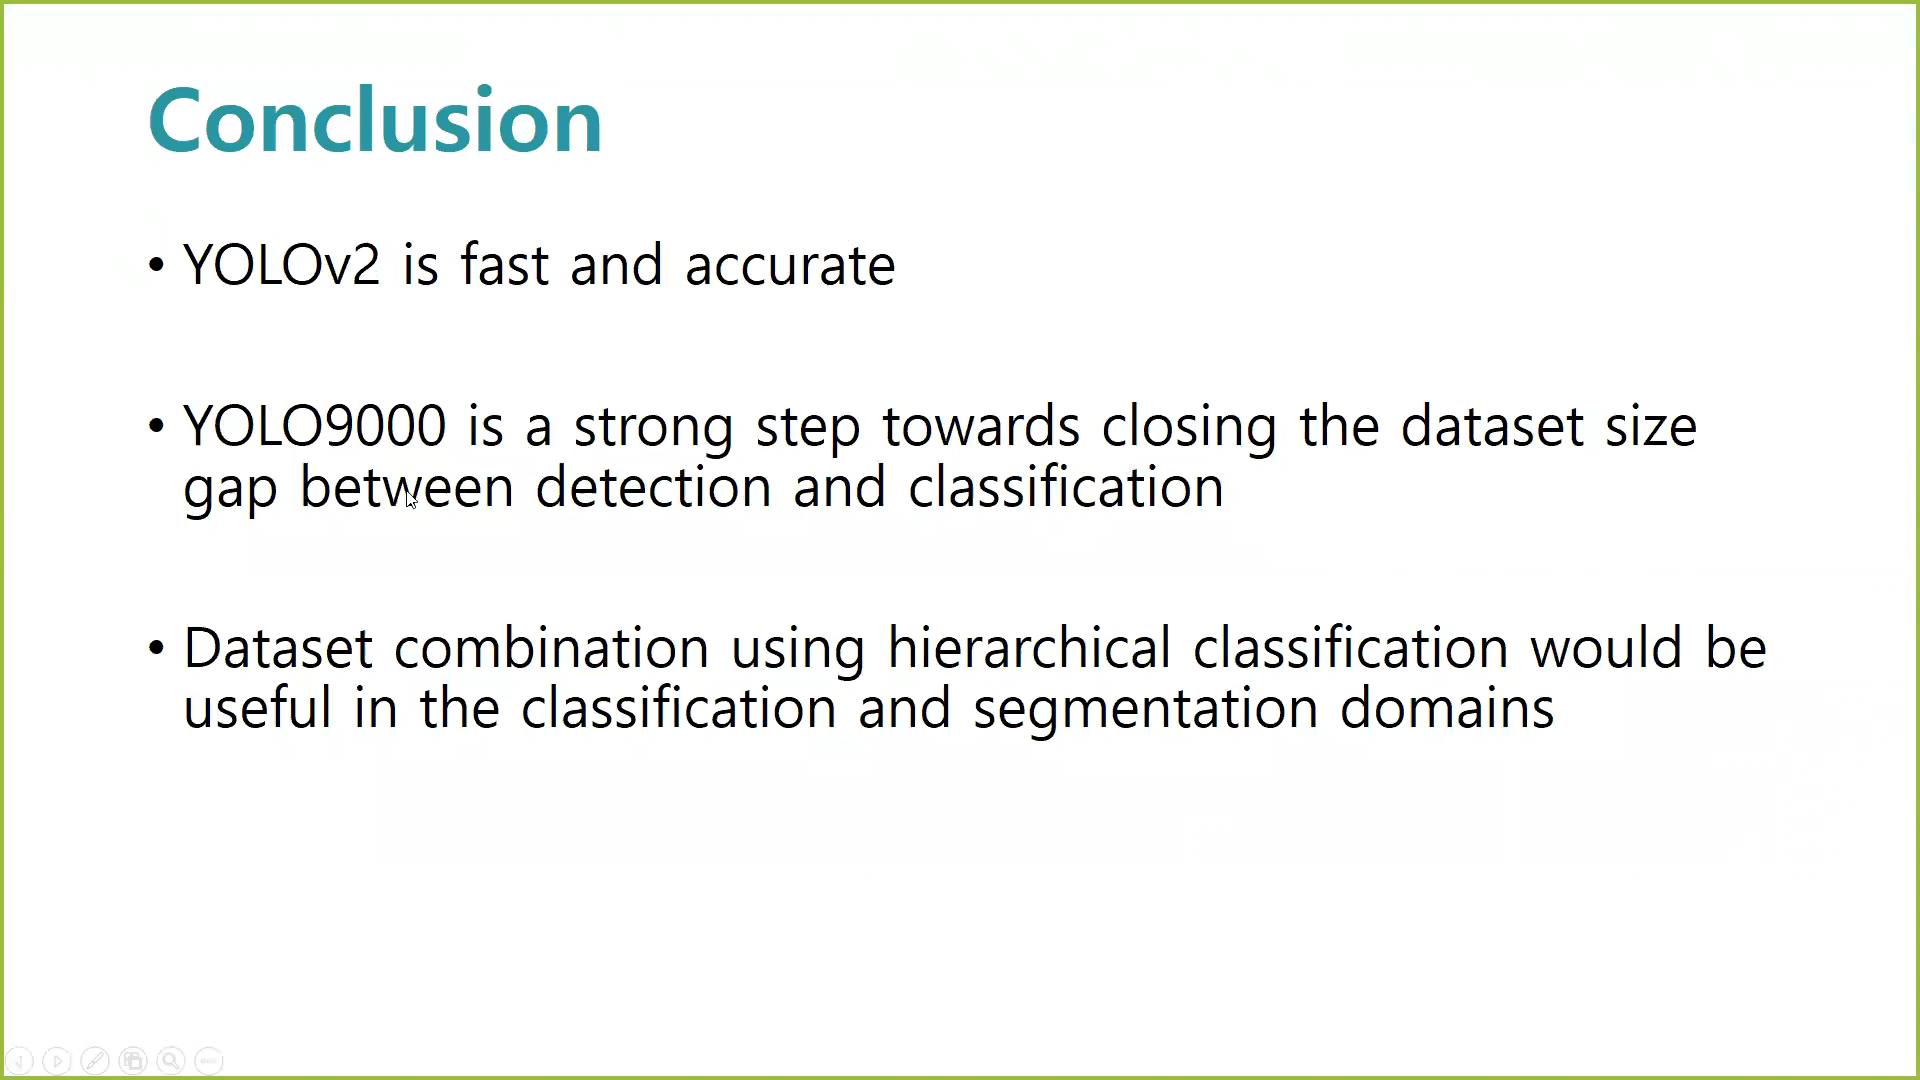 Conclusion
• YOLOv2 is fast and accurate
• YOLO9000 is a strong step towards closing the dataset size
gap between detection and classification
• Dataset combination using hierarchical classification would be
useful in the classification and segmentation domains